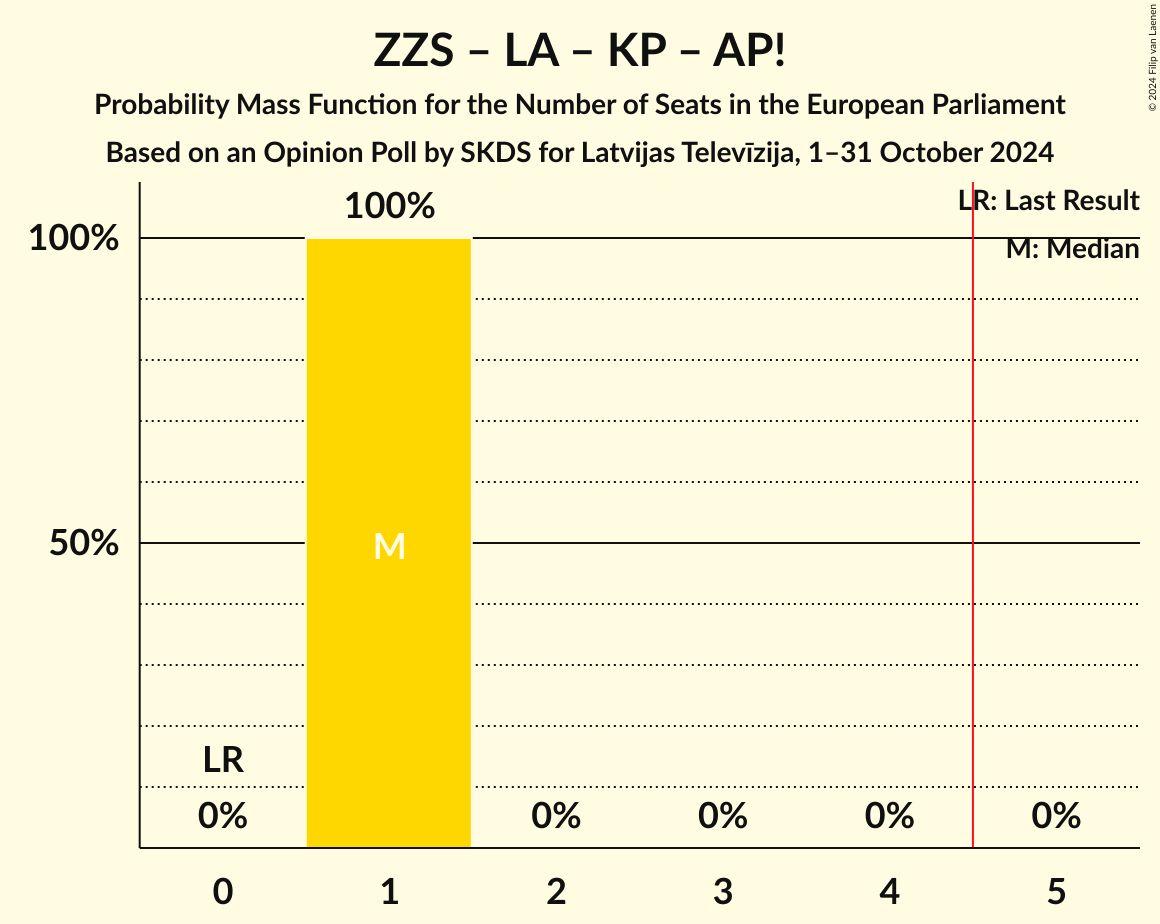 ZZS – LA – KP – AP!
Probability Mass Function for the Number of Seats in the European Parliament
Based on an Opinion Poll by SKDS for Latvijas Televīzija, 1–31 October 2024
© 2024 Filip van Laenen
LR: Last Result
M: Median
100%
100%
50%
M
LR
0% 0% 0% 0% 0%
0 1 2 3 4 5